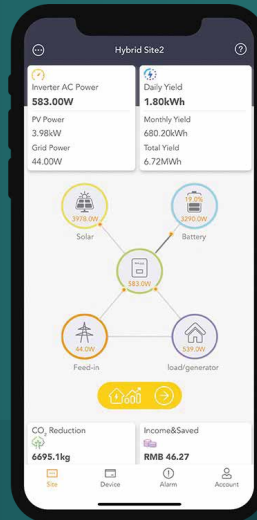 Hybrid Site2
Inverter AC Power
583.00W
PV Power
3.98kW
Grid Power
44.00W
Daily Yield
1.80kWh
Monthly Yield
680.20kWh
Total Yield
6.72MWh
3978.0W
Solar
19.0%
3290.0W
Battery
583.0W
44.0W
Feed-in
539.0W
load/generator
CO₂ Reduction
6695.1kg
Income&Saved
RMB 46.27
Site
Device
Alarm
Account